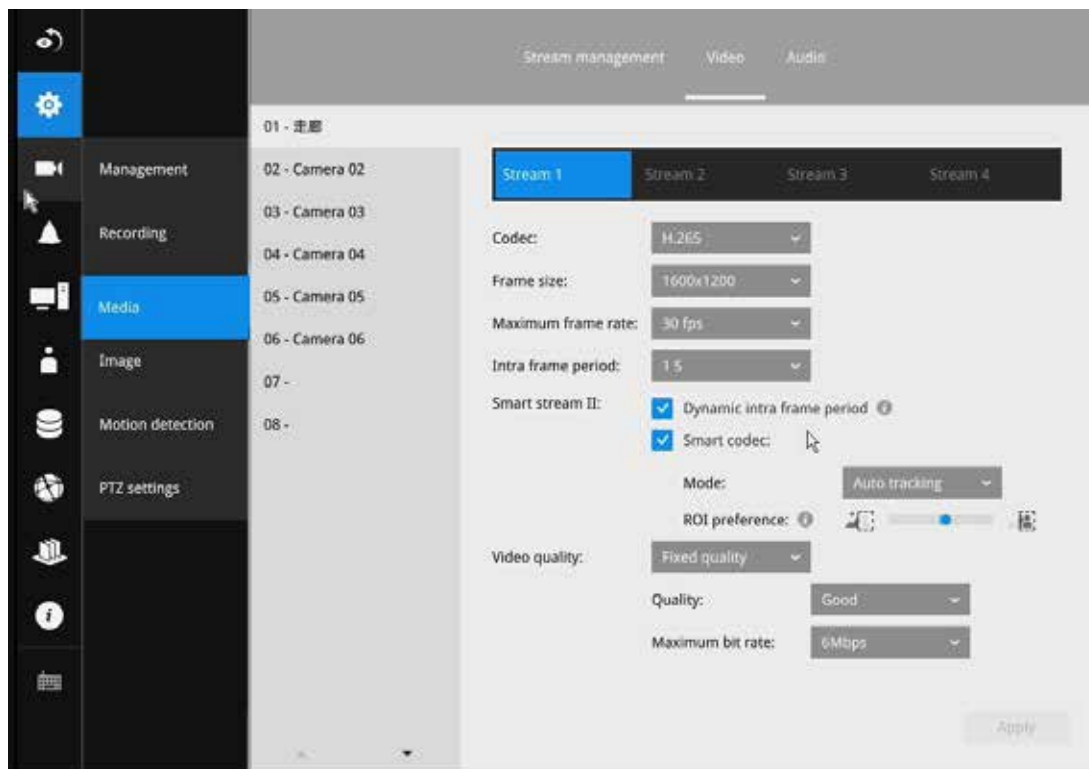 Stream management Video Audio
01 - 走廊
02 - Camera 02
03 - Camera 03
04 - Camera 04
05 - Camera 05
06 - Camera 06
07 -
08 -
Management
Recording
Media
Image
Motion detection
PTZ settings
Stream 1 Stream 2 Stream 3 Stream 4
Codec: H.265
Frame size: 1600x1200
Maximum frame rate: 30 fps
Intra frame period: 1 S
Smart stream II: Dynamic intra frame period
Smart codec:
Mode: Auto tracking
ROI preference:
Video quality: Fixed quality
Quality: Good
Maximum bit rate: 6Mbps
Apply